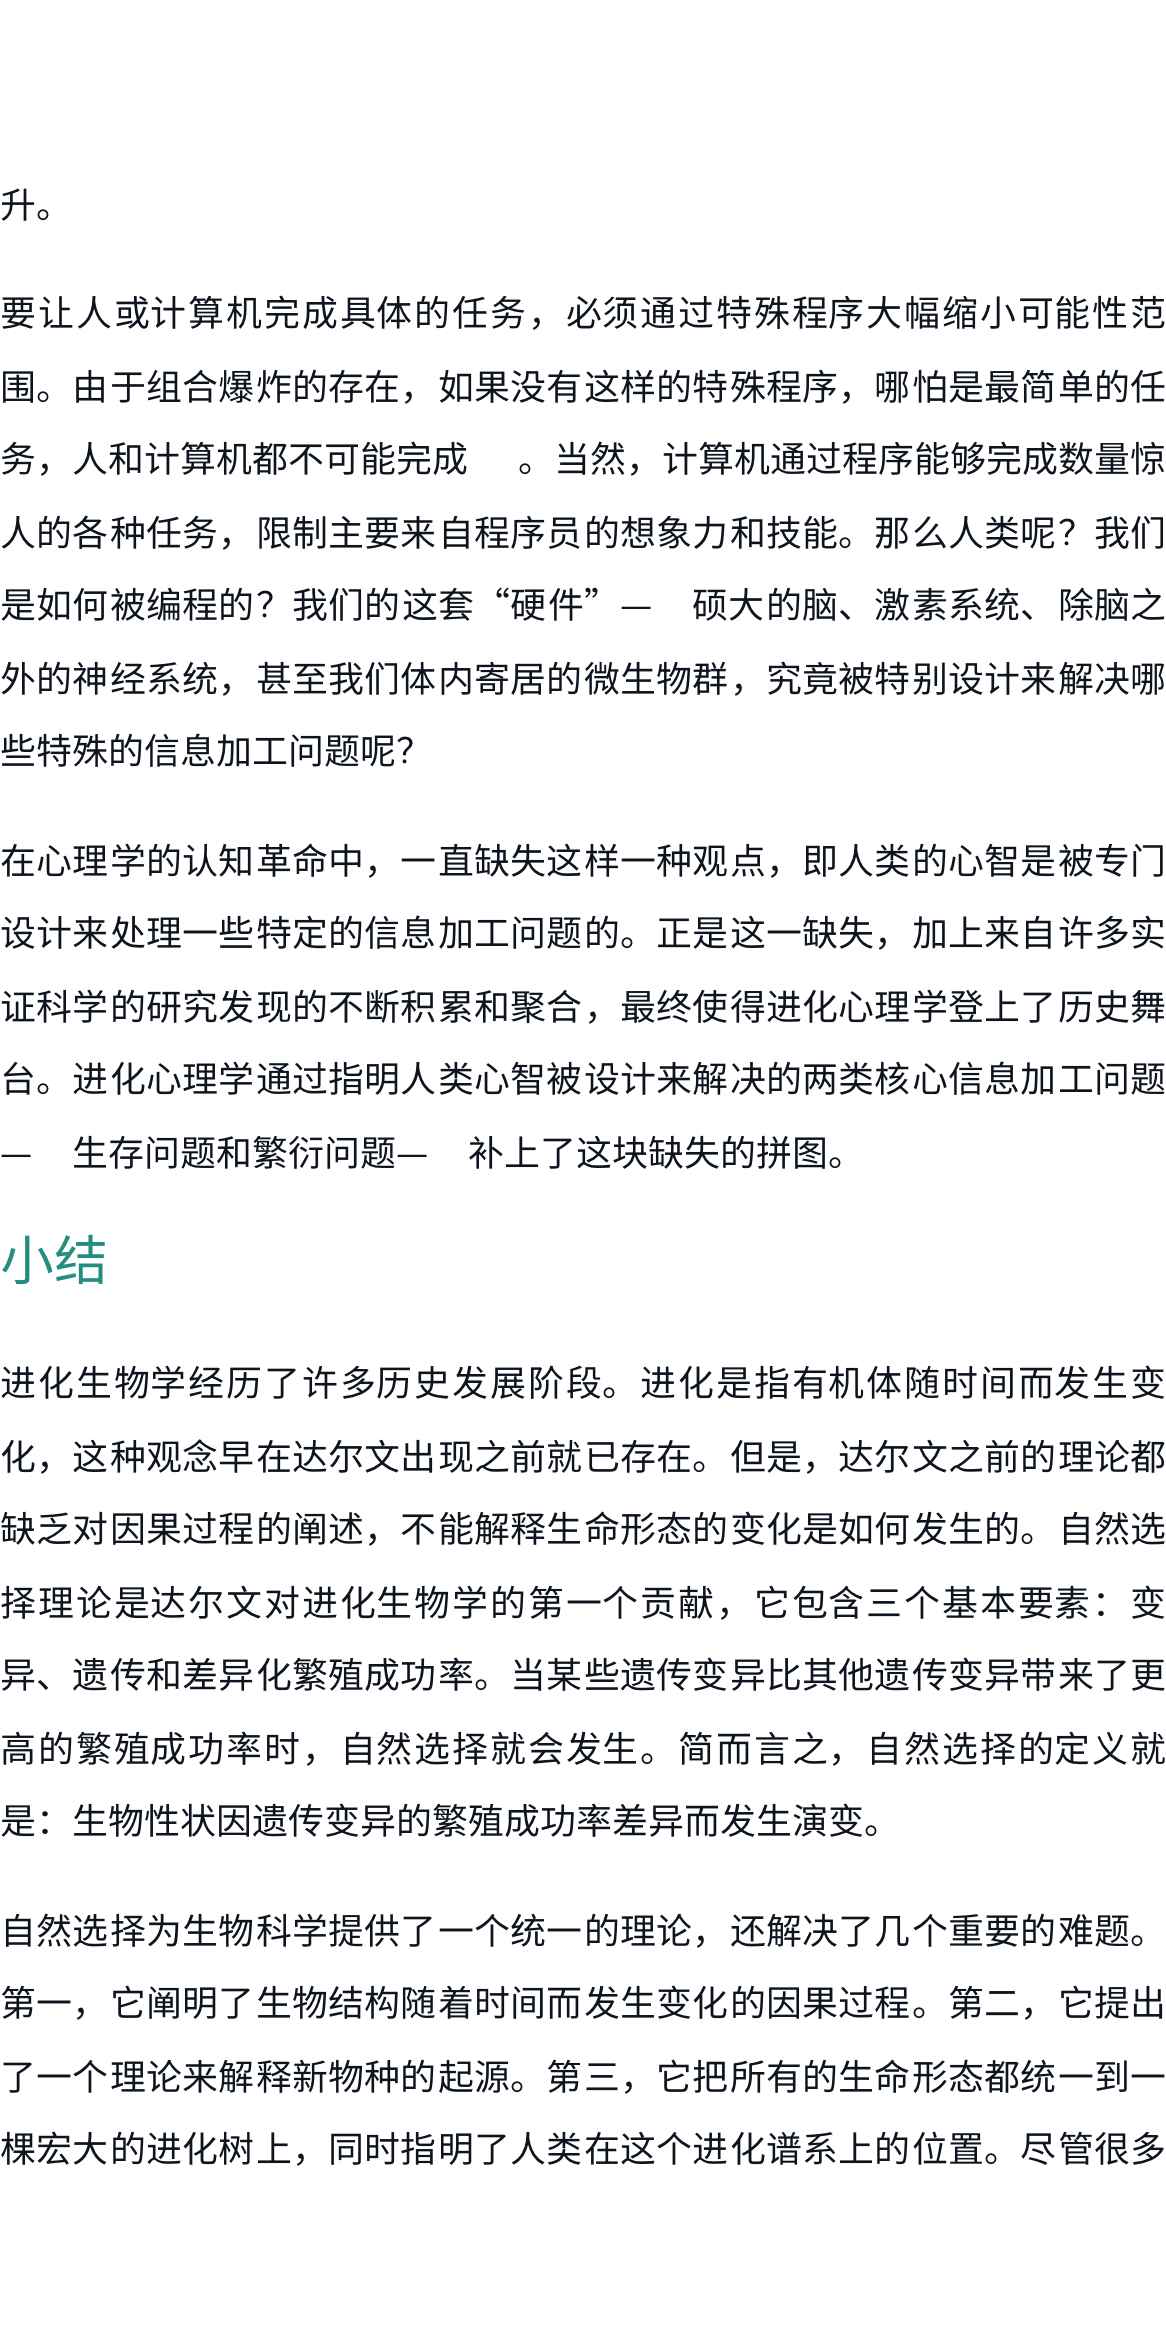 升。
要让人或计算机完成具体的任务，必须通过特殊程序大幅缩小可能性范
围。由于组合爆炸的存在，如果没有这样的特殊程序，哪怕是最简单的任
务，人和计算机都不可能完成 。当然，计算机通过程序能够完成数量惊
人的各种任务，限制主要来自程序员的想象力和技能。那么人类呢？我们
是如何被编程的？我们的这套“硬件”— 硕大的脑、激素系统、除脑之
外的神经系统，甚至我们体内寄居的微生物群，究竟被特别设计来解决哪
些特殊的信息加工问题呢？
在心理学的认知革命中，一直缺失这样一种观点，即人类的心智是被专门
设计来处理一些特定的信息加工问题的。正是这一缺失，加上来自许多实
证科学的研究发现的不断积累和聚合，最终使得进化心理学登上了历史舞
台。进化心理学通过指明人类心智被设计来解决的两类核心信息加工问题
— 生存问题和繁衍问题— 补上了这块缺失的拼图。
小结
进化生物学经历了许多历史发展阶段。进化是指有机体随时间而发生变
化，这种观念早在达尔文出现之前就已存在。但是，达尔文之前的理论都
缺乏对因果过程的阐述，不能解释生命形态的变化是如何发生的。自然选
择理论是达尔文对进化生物学的第一个贡献，它包含三个基本要素：变
异、遗传和差异化繁殖成功率。当某些遗传变异比其他遗传变异带来了更
高的繁殖成功率时，自然选择就会发生。简而言之，自然选择的定义就
是：生物性状因遗传变异的繁殖成功率差异而发生演变。
自然选择为生物科学提供了一个统一的理论，还解决了几个重要的难题。
第一，它阐明了生物结构随着时间而发生变化的因果过程。第二，它提出
了一个理论来解释新物种的起源。第三，它把所有的生命形态都统一到一
棵宏大的进化树上，同时指明了人类在这个进化谱系上的位置。尽管很多